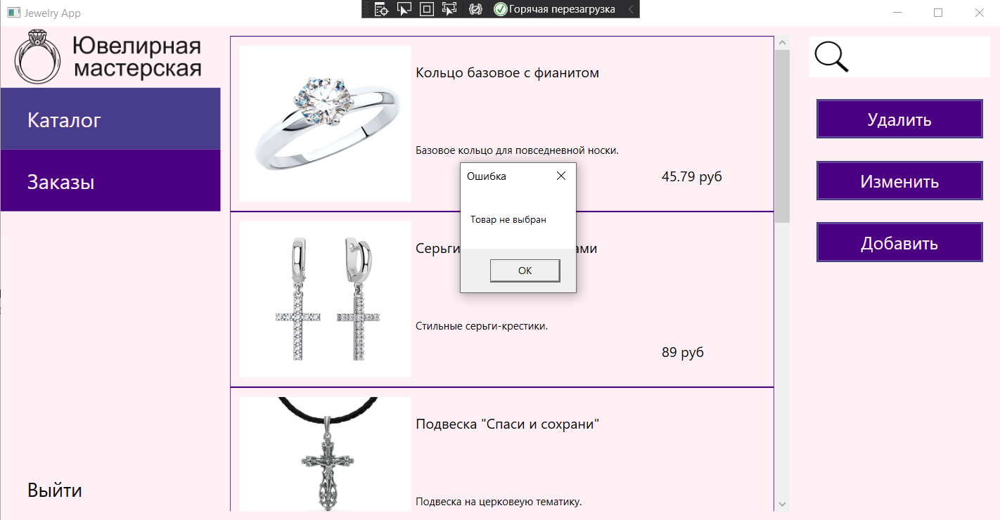 Jewelry App
Горячая перезагрузка
Ювелирная
мастерская
Каталог
Заказы
Выйти
Кольцо базовое с фианитом
Базовое кольцо для повседневной носки.
45.79 руб
Серьги
ами
Стильные серьги-крестики.
89 руб
Подвеска "Спаси и сохрани"
Подвеска на церковеую тематику.
Ошибка
Товар не выбран
ОК
Удалить
Изменить
Добавить